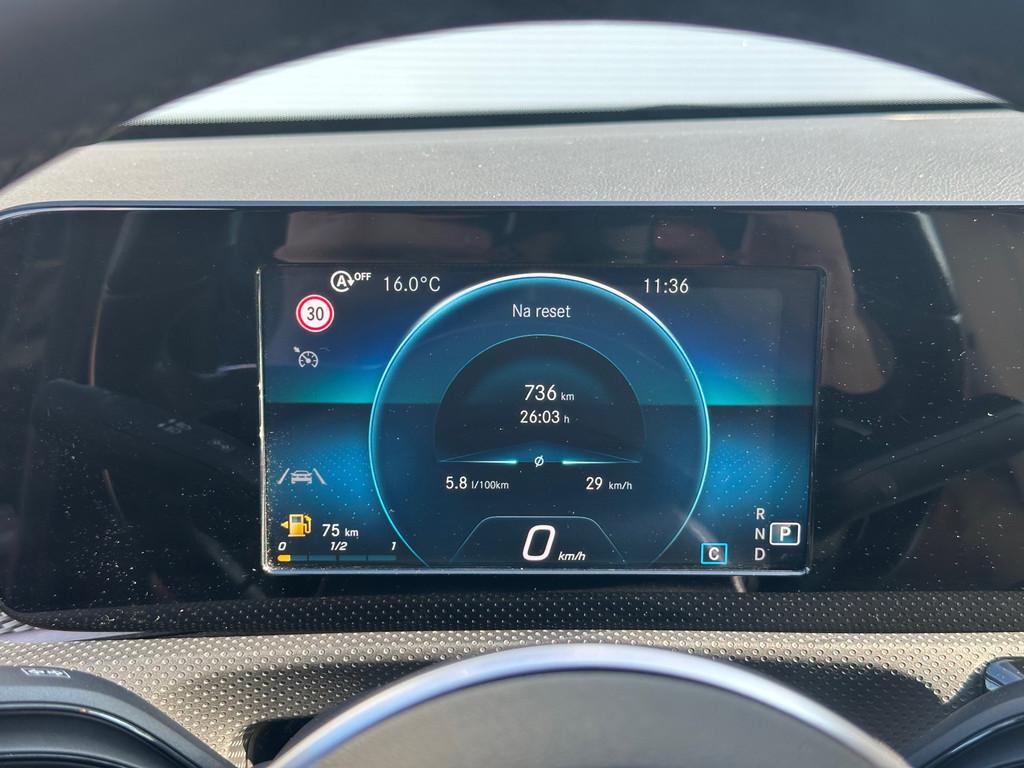 A OFF 16.0°C 11:36
30
Na reset
736 km
26:03 h
ø
5.8 l/100km 29 km/h
75 km
0 1/2 1
0 km/h
C
R
N
D
P